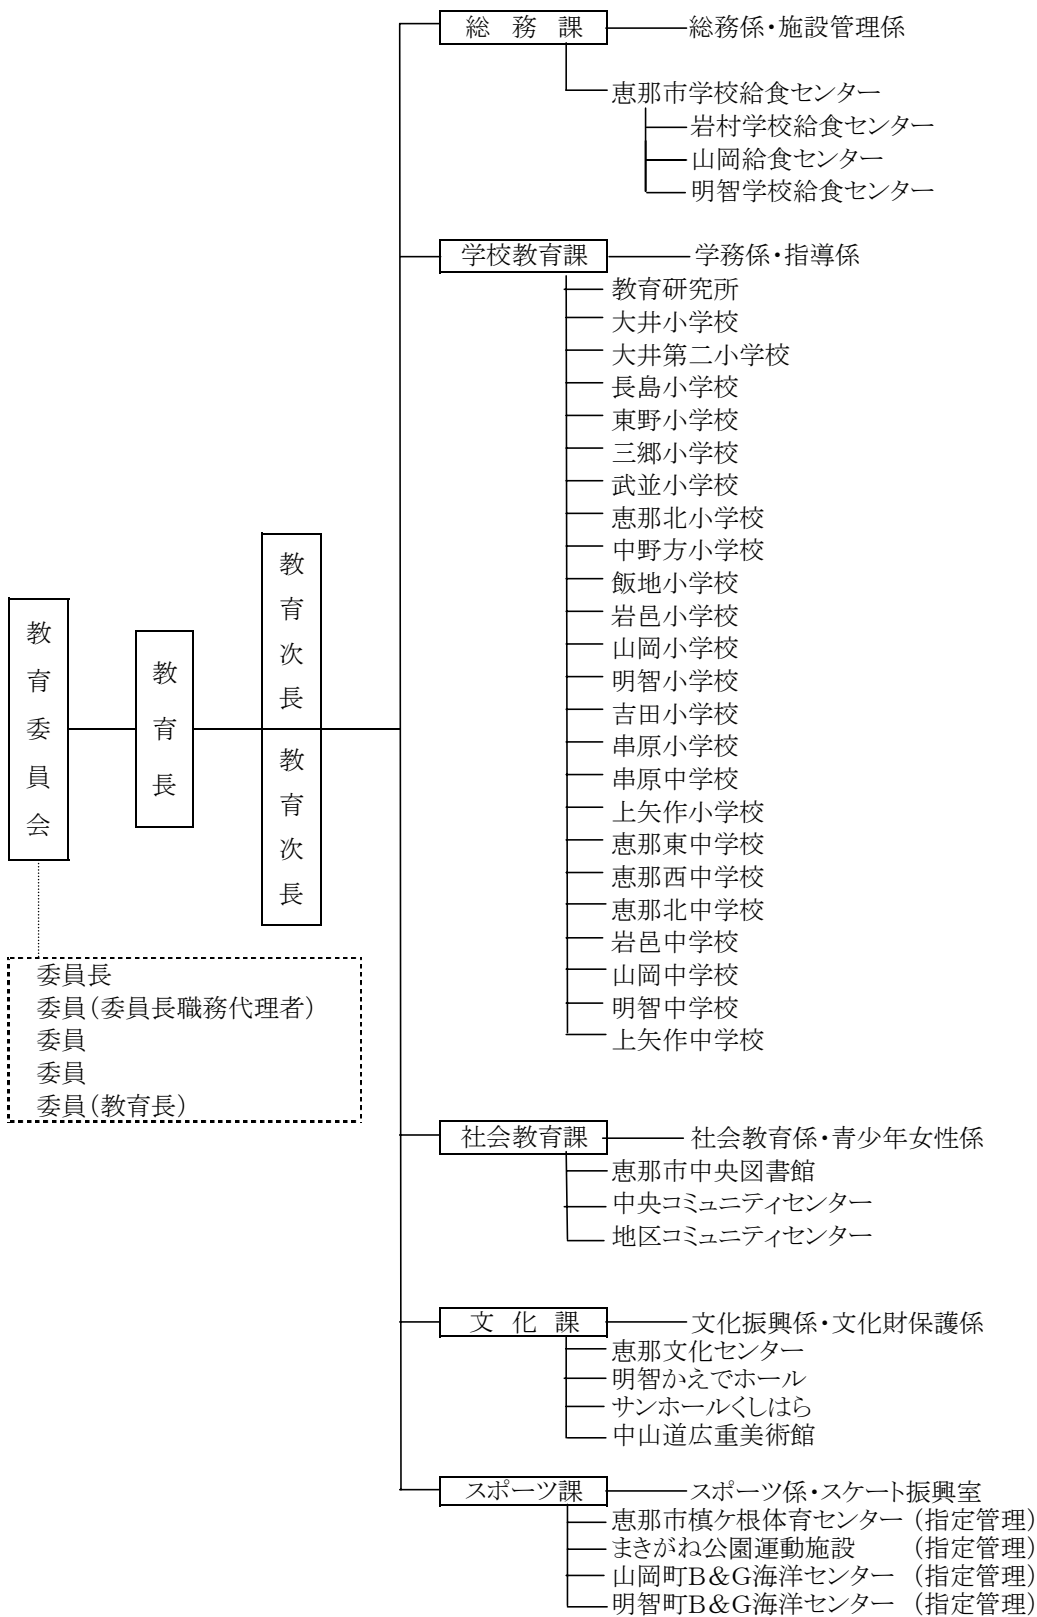 総務課 総務係・施設管理係
恵那市学校給食センター
岩村学校給食センター
山岡給食センター
明智学校給食センター
学校教育課 学務係・指導係
教育研究所
大井小学校
大井第二小学校
長島小学校
東野小学校
三郷小学校
武並小学校
恵那北小学校
中野方小学校
飯地小学校
岩邑小学校
山岡小学校
明智小学校
吉田小学校
串原小学校
串原中学校
上矢作小学校
恵那東中学校
恵那西中学校
恵那北中学校
岩邑中学校
山岡中学校
明智中学校
上矢作中学校
教育委員会
教育長
教育次長
教育次長
委員長
委員(委員長職務代理者)
委員
委員
委員(教育長)
社会教育課 社会教育係・青少年女性係
恵那市中央図書館
中央コミュニティセンター
地区コミュニティセンター
文化課 文化振興係・文化財保護係
恵那文化センター
明智かえでホール
サンホールくしはら
中山道広重美術館
スポーツ課 スポーツ係・スケート振興室
恵那市槙ケ根体育センター (指定管理)
まきがね公園運動施設 (指定管理)
山岡町B&G海洋センター (指定管理)
明智町B&G海洋センター (指定管理)